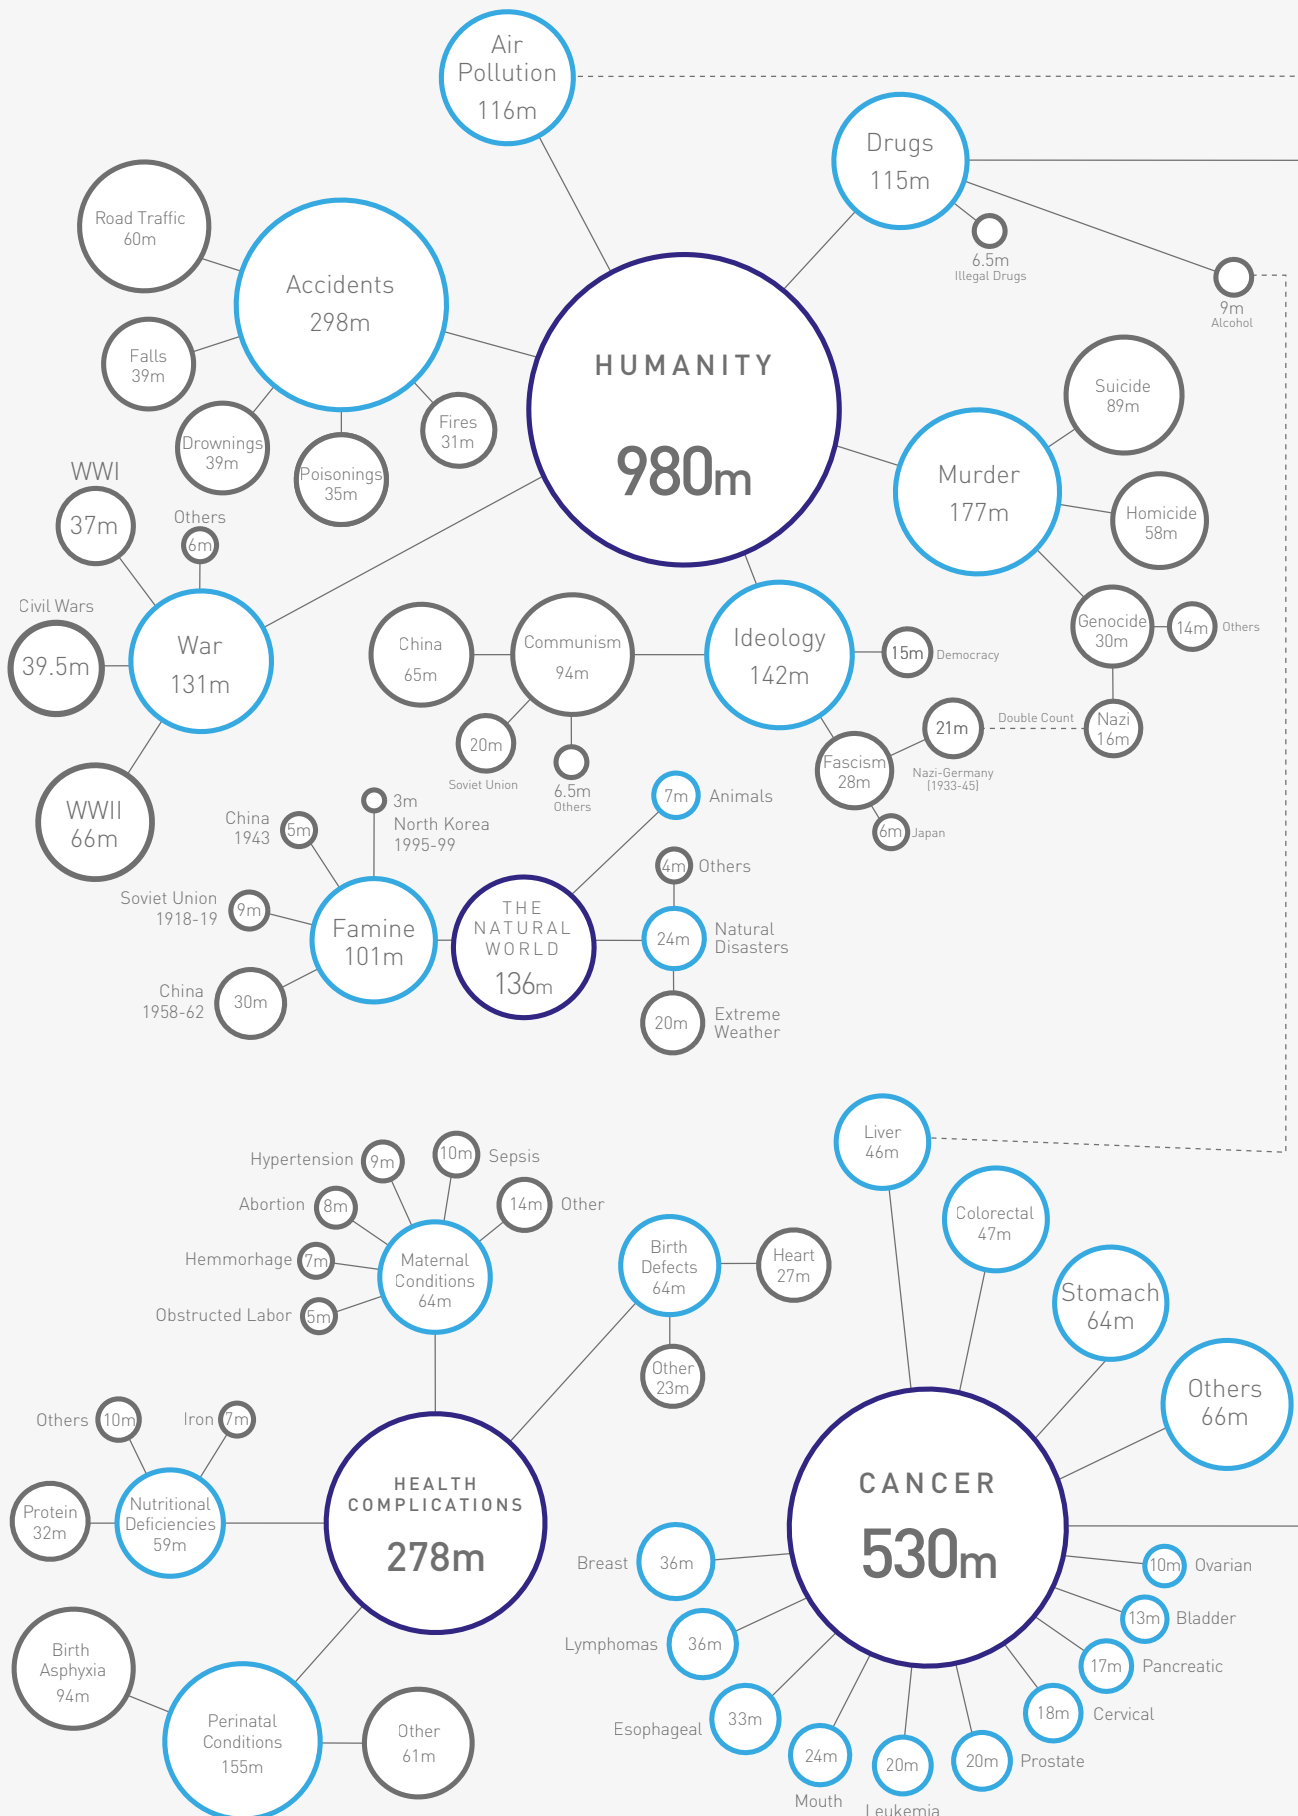 Air
Pollution
116m
Drugs
115m
6.5m
Illegal Drugs
9m
Alcohol
Road Traffic
60m
Accidents
298m
Falls
39m
Drownings
39m
Poisonings
35m
Fires
31m
HUMANITY
980m
Suicide
89m
Murder
177m
Homicide
58m
Genocide
30m
14m
Others
Nazi
16m
Double Count
WWI
37m
Others
6m
Civil Wars
39.5m
War
131m
WWII
66m
China
65m
Communism
94m
Ideology
142m
15m
Democracy
20m
Soviet Union
6.5m
Others
Fascism
28m
21m
Nazi-Germany
(1933-45)
6m
Japan
7m
Animals
China
1943
5m
3m
North Korea
1995-99
Soviet Union
1918-19
9m
Famine
101m
China
1958-62
30m
THE
NATURAL
WORLD
136m
4m
Others
24m
Natural
Disasters
20m
Extreme
Weather
Hypertension
9m
10m
Sepsis
Abortion
8m
14m
Other
Hemmorhage
7m
Obstructed Labor
5m
Maternal
Conditions
64m
Birth
Defects
64m
Heart
27m
Other
23m
Others
10m
Iron
7m
Protein
32m
Nutritional
Deficiencies
59m
HEALTH
COMPLICATIONS
278m
Birth
Asphyxia
94m
Perinatal
Conditions
155m
Other
61m
Liver
46m
Colorectal
47m
Stomach
64m
Others
66m
CANCER
530m
Breast
36m
Lymphomas
36m
Esophageal
33m
24m
Mouth
20m
Leukemia
20m
Prostate
18m
Cervical
17m
Pancreatic
13m
Bladder
10m
Ovarian